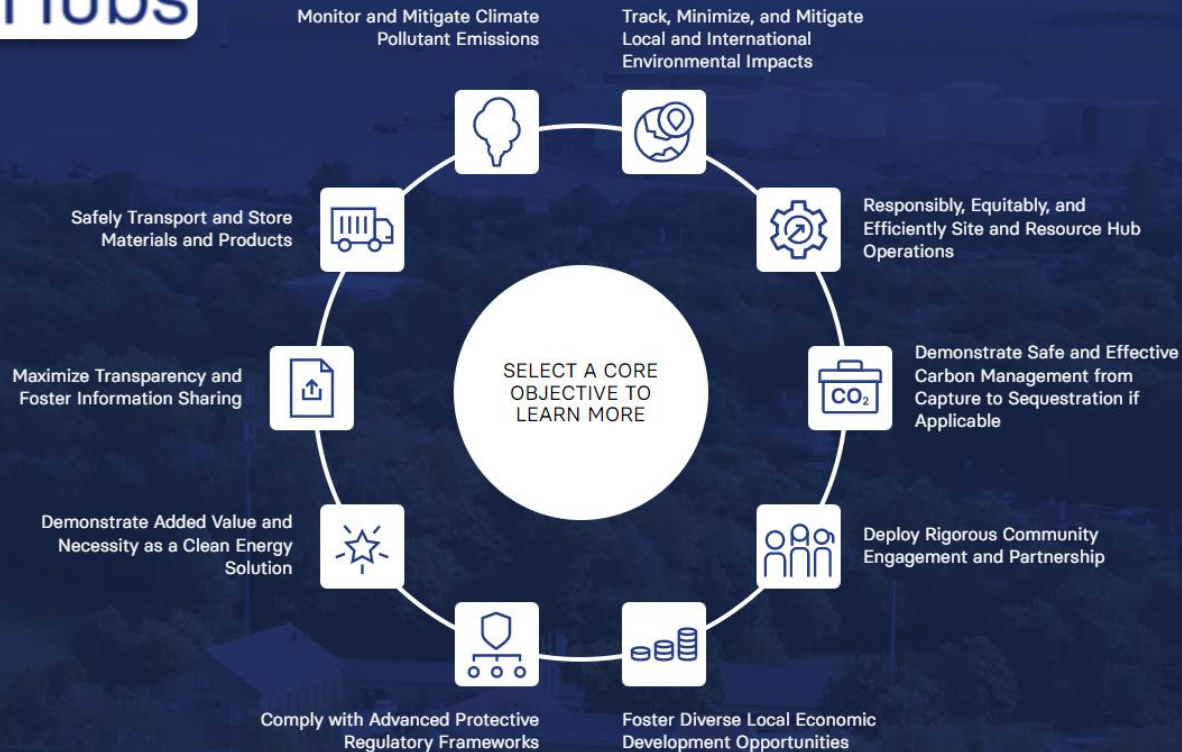 Hubs
Monitor and Mitigate Climate
Pollutant Emissions
Track, Minimize, and Mitigate
Local and International
Environmental Impacts
Safely Transport and Store
Materials and Products
Responsibly, Equitably, and
Efficiently Site and Resource Hub
Operations
SELECT A CORE
OBJECTIVE TO
LEARN MORE
Maximize Transparency and
Foster Information Sharing
CO₂
Demonstrate Safe and Effective
Carbon Management from
Capture to Sequestration if
Applicable
Demonstrate Added Value and
Necessity as a Clean Energy
Solution
Deploy Rigorous Community
Engagement and Partnership
Comply with Advanced Protective
Regulatory Frameworks
Foster Diverse Local Economic
Development Opportunities